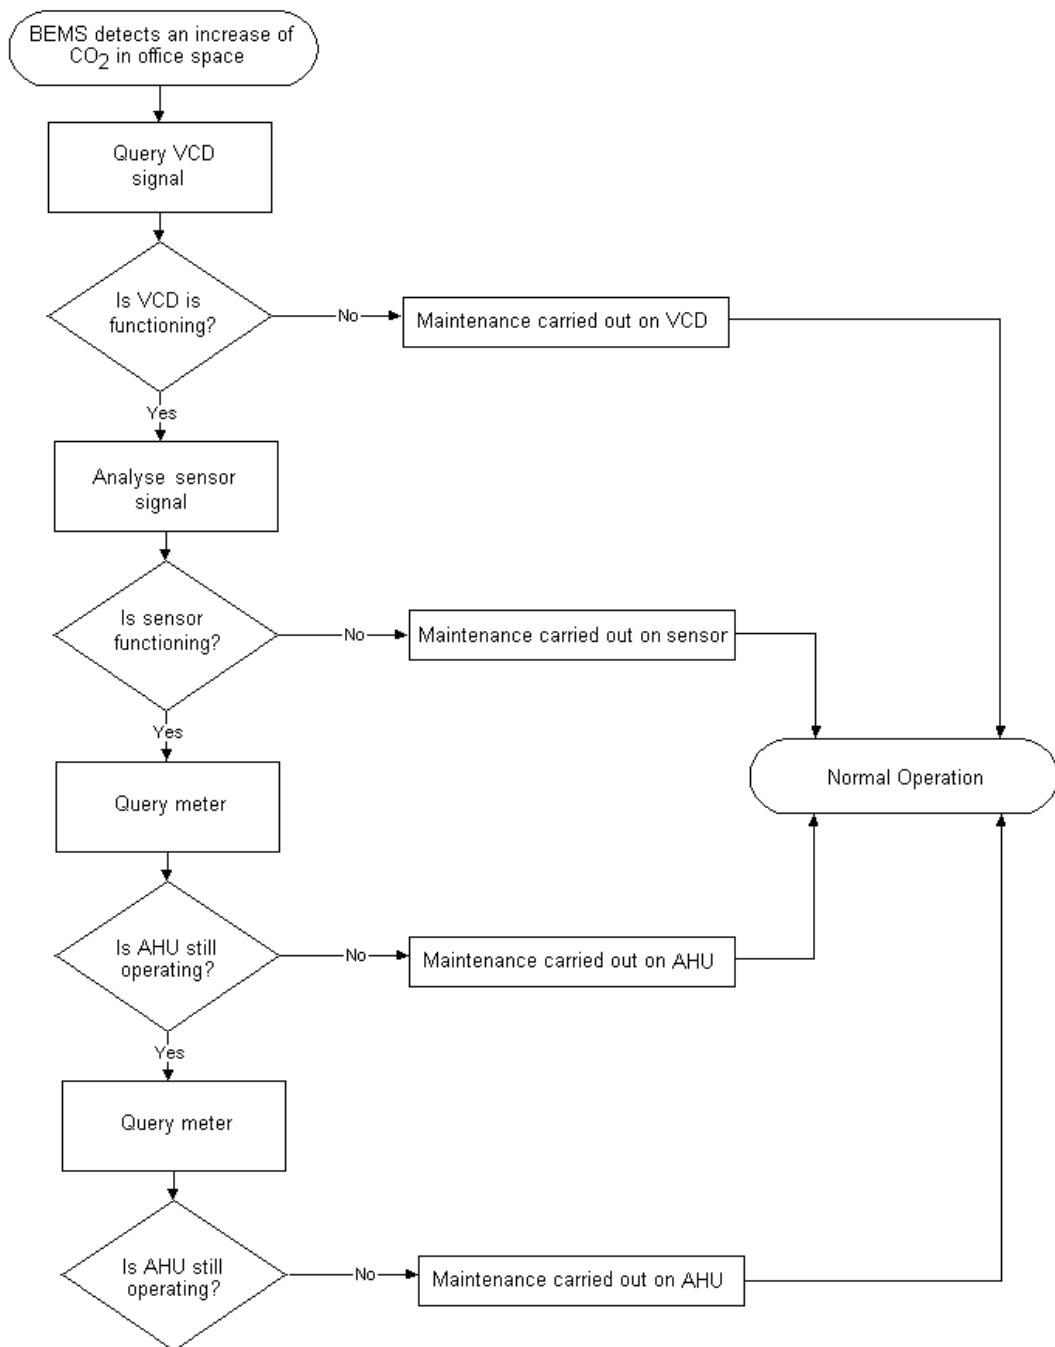 BEMS detects an increase of
CO2 in office space
Query VCD
signal
Is VCD is
functioning?
No
Maintenance carried out on VCD
Yes
Analyse sensor
signal
Is sensor
functioning?
No
Maintenance carried out on sensor
Yes
Normal Operation
Query meter
Is AHU still
operating?
No
Maintenance carried out on AHU
Yes
Query meter
Is AHU still
operating?
No
Maintenance carried out on AHU